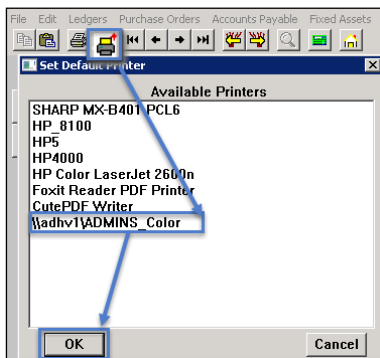 File Edit Ledgers Purchase Orders Accounts Payable Fixed Assets
Set Default Printer
Available Printers
SHARP MX-B401 PCL6
HP_8100
HP5
HP4000
HP Color LaserJet 2600n
Foxit Reader PDF Printer
CutePDF Writer
\\adhv1\ADMINS_Color
OK Cancel